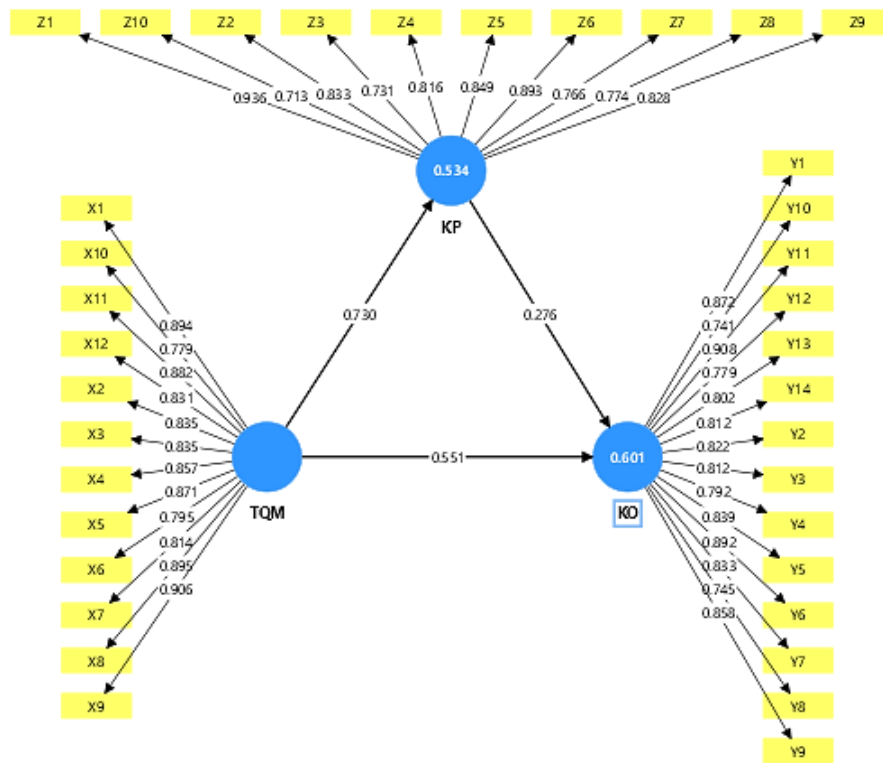 Z1 Z10 Z2 Z3 Z4 Z5 Z6 Z7 Z8 Z9
0.936 0.713 0.833 0.731 0.816 0.849 0.893 0.766 0.774 0.828
0.534
KP
X1
X10
X11
X12
X2
X3
X4
X5
X6
X7
X8
X9
0.894
0.779
0.882
0.831
0.835
0.835
0.857
0.871
0.795
0.814
0.895
0.906
TQM
0.730
0.276
0.551
0.601
KO
0.872
0.741
0.908
0.779
0.802
0.812
0.822
0.812
0.792
0.839
0.892
0.833
0.745
0.858
Y1
Y10
Y11
Y12
Y13
Y14
Y2
Y3
Y4
Y5
Y6
Y7
Y8
Y9